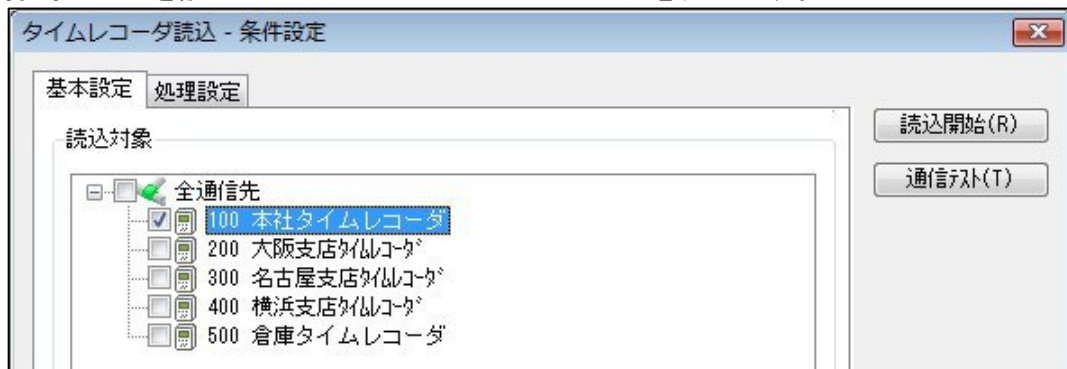 タイムレコーダ読込 - 条件設定
基本設定 処理設定
読込対象
全通信先
100 本社タイムレコーダ
200 大阪支店ﾀｲﾑﾚｺｰﾀﾞ
300 名古屋支店ﾀｲﾑﾚｺｰﾀﾞ
400 横浜支店ﾀｲﾑﾚｺｰﾀﾞ
500 倉庫タイムレコーダ
読込開始(R)
通信ﾃｽﾄ(T)